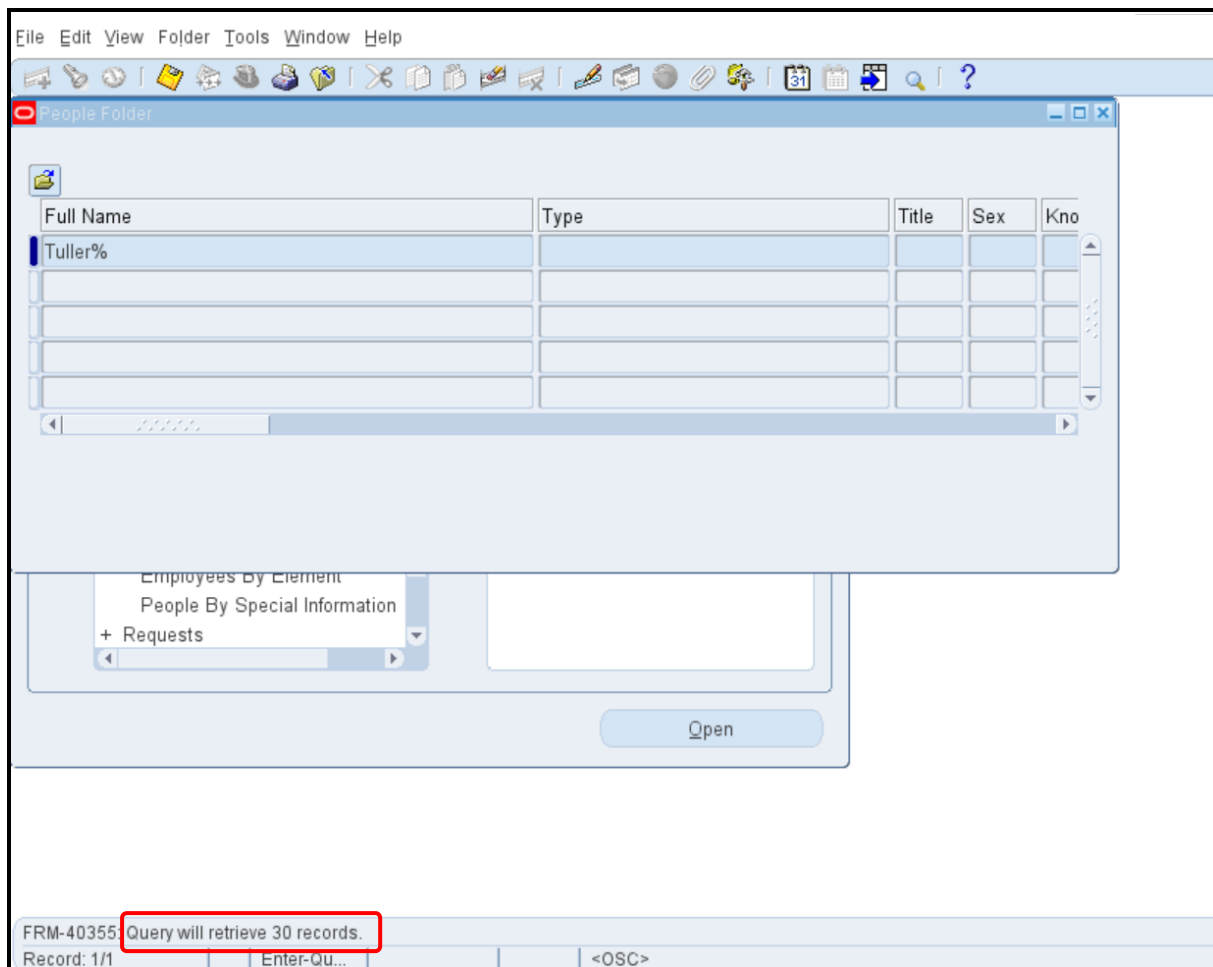 File Edit View Folder Tools Window Help
31
?
People Folder
Full Name Type Title Sex Kno
Tuller%
Employees By Element
People By Special Information
+ Requests
Open
FRM-40355: Query will retrieve 30 records.
Record: 1/1 Enter-Qu... <OSC>